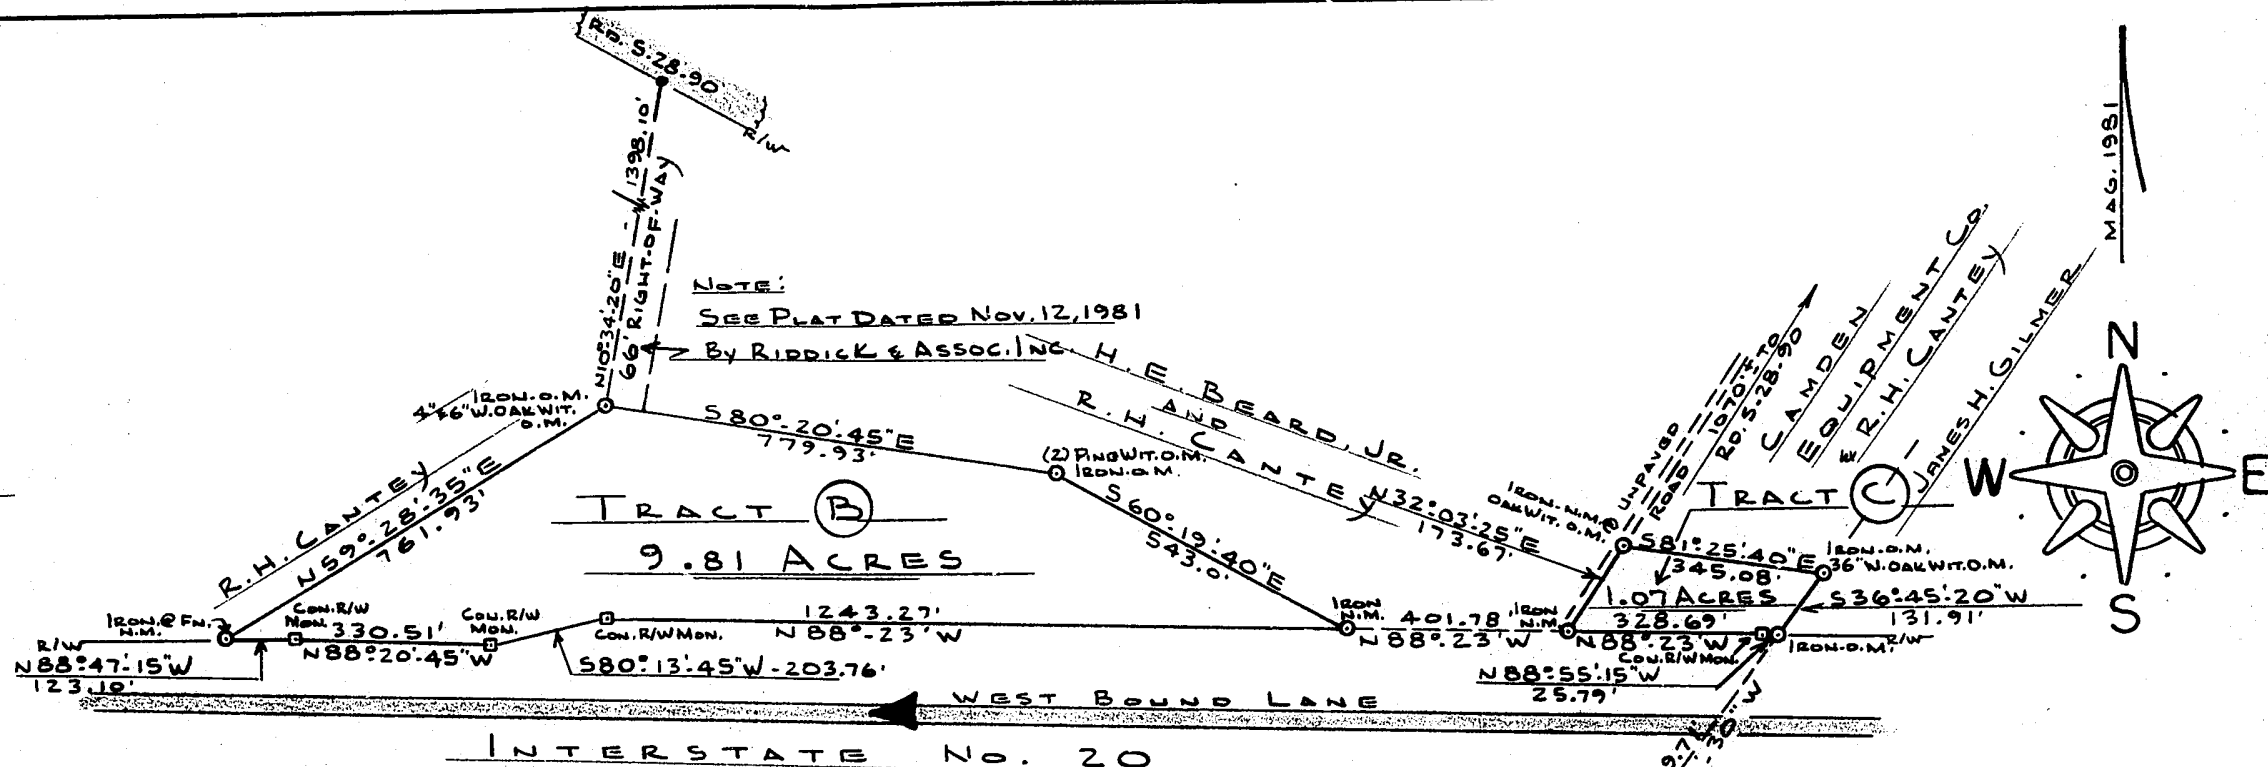 RD. S-28-90
R/W
N10°-34'-20"E - 1398.10'
66' RIGHT-OF-WAY
NOTE:
SEE PLAT DATED NOV. 12, 1981
BY RIDDICK & ASSOC. INC.
MAG. 1981
N
W E
S
IRON-O.M.
4" & 6" W. OAK WIT.
O.M.
R.H. CANTEY
N59°-28'-35"E
761.93'
S80°-20'-45"E
779.93'
(2) PINE WIT. O.M.
IRON-O.M.
H.E. BEARD, JR.
AND
R.H. CANTEY
S60°-19'-40"E
543.0'
N32°-03'-25"E
173.67'
IRON-N.M. @
OAK WIT. O.M.
UNPAVED
ROAD 1070'± TO
RD. S-28-90
CAMDEN
EQUIPMENT CO.
R.H. CANTEY
JAMES H. GILMER
TRACT B
9.81 ACRES
TRACT C
1.07 ACRES
S81°-25'-40"E
345.08'
IRON-O.M.
36" W. OAK WIT. O.M.
S36°-45'-20"W
131.91'
R/W
IRON @ FN.
N.M.
CON. R/W
MON.
330.51'
N88°-20'-45"W
CON. R/W
MON.
CON. R/W MON.
1243.27'
N88°-23'W
IRON
N.M.
401.78'
N88°-23'W
IRON
N.M.
328.69'
N88°-23'W
CON. R/W MON.
IRON-O.M.
R/W
N88°-47'-15"W
123.10'
S80°-13'-45"W - 203.76'
N88°-55'-15"W
25.79'
WEST BOUND LANE
INTERSTATE No. 20